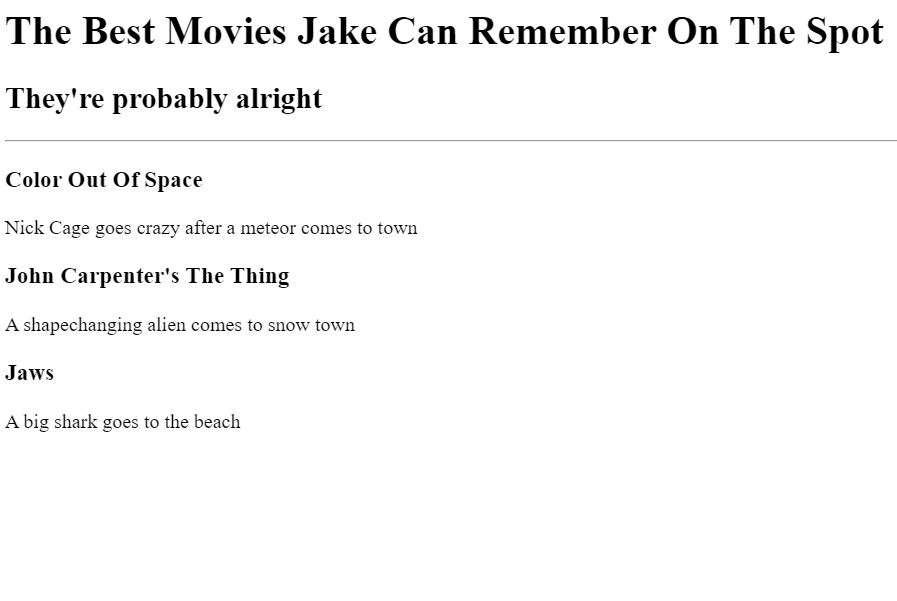 The Best Movies Jake Can Remember On The Spot
They're probably alright
Color Out Of Space
Nick Cage goes crazy after a meteor comes to town
John Carpenter's The Thing
A shapechanging alien comes to snow town
Jaws
A big shark goes to the beach